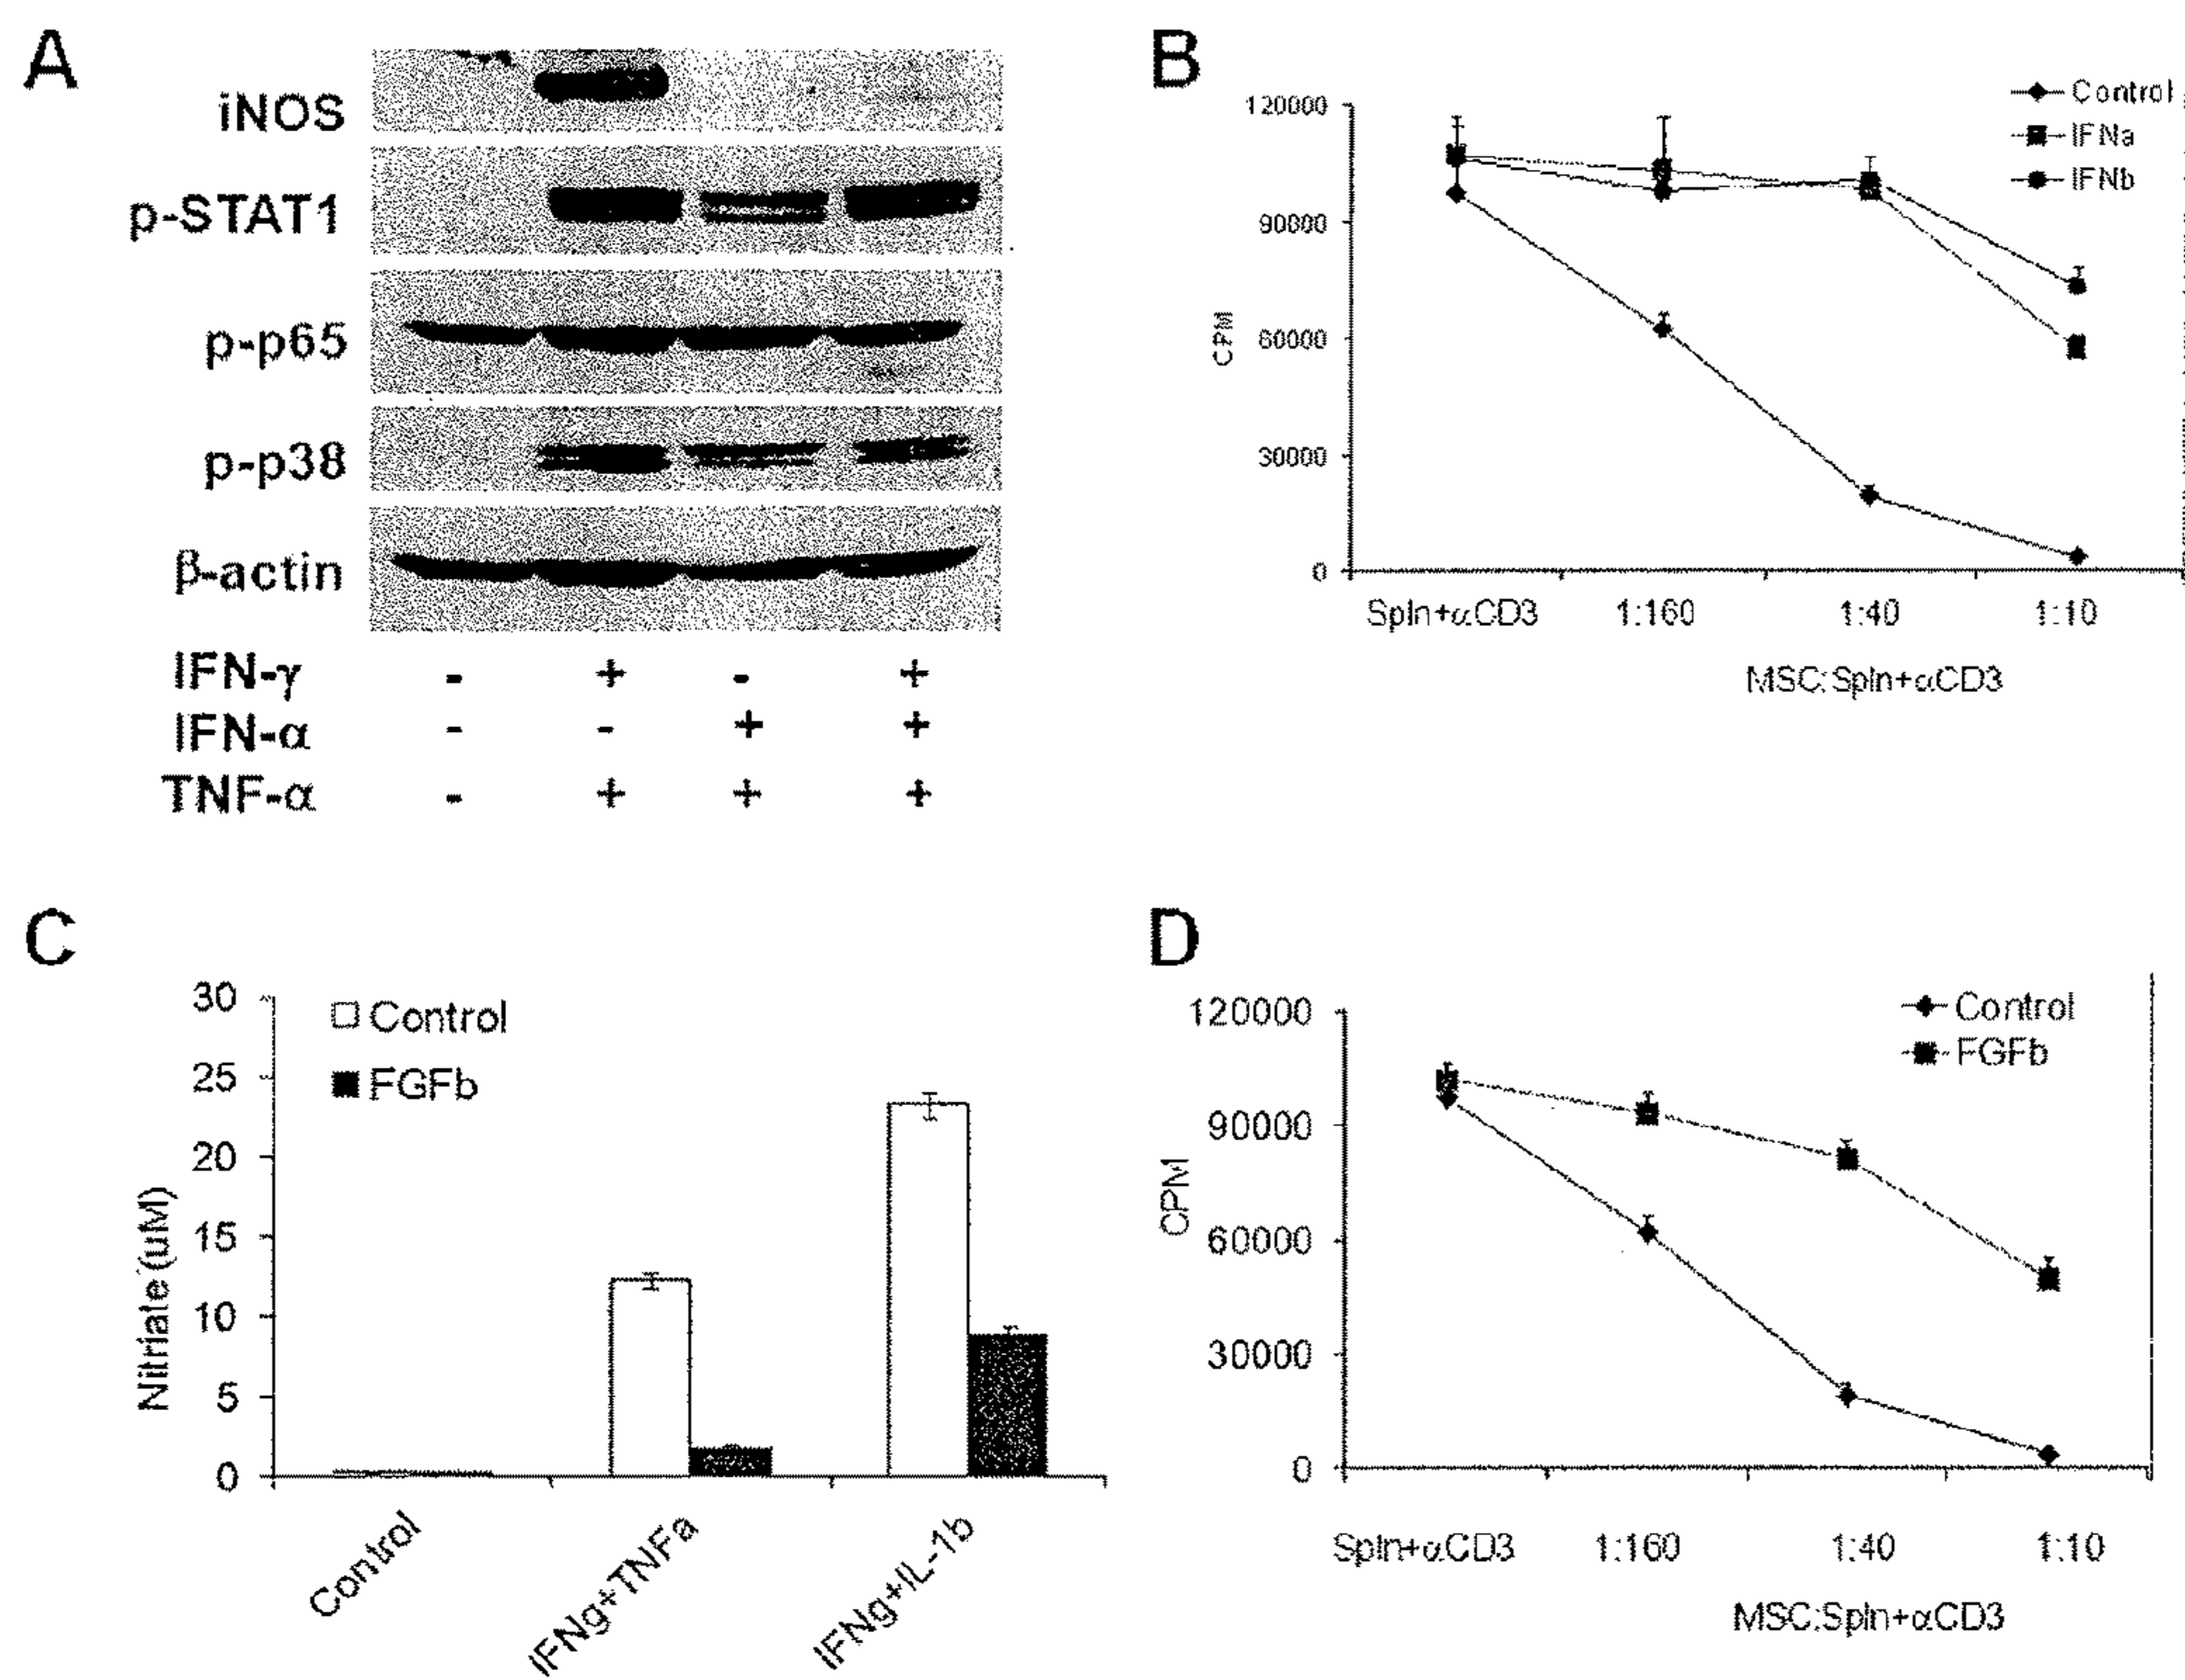 A
iNOS
p-STAT1
p-p65
p-p38
β-actin
IFN-γ - + - +
IFN-α - - + +
TNF-α - + + +
B
Control
IFNa
IFNb
120000
90000
60000
30000
0
CPM
Spln+αCD3 1:160 1:40 1:10
MSC:Spln+αCD3
C
Control
FGFb
30
25
20
15
10
5
0
Nitriate (uM)
Control
IFNg+TNFa
IFNg+IL-1b
D
Control
FGFb
120000
90000
60000
30000
0
CPM
Spln+αCD3 1:160 1:40 1:10
MSC:Spln+αCD3